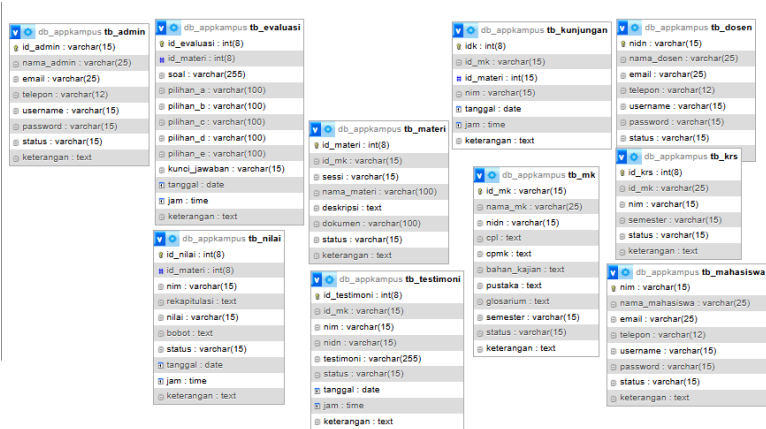 db_appkampus tb_admin
id_admin : varchar(15)
nama_admin : varchar(25)
email : varchar(25)
telepon : varchar(12)
username : varchar(15)
password : varchar(15)
status : varchar(15)
keterangan : text
db_appkampus tb_evaluasi
id_evaluasi : int(8)
id_materi : int(8)
soal : varchar(255)
pilihan_a : varchar(100)
pilihan_b : varchar(100)
pilihan_c : varchar(100)
pilihan_d : varchar(100)
pilihan_e : varchar(100)
kunci_jawaban : varchar(15)
tanggal : date
jam : time
keterangan : text
db_appkampus tb_nilai
id_nilai : int(8)
id_materi : int(8)
nim : varchar(15)
rekapitulasi : text
nilai : varchar(15)
bobot : text
status : varchar(15)
tanggal : date
jam : time
keterangan : text
db_appkampus tb_materi
id_materi : int(8)
id_mk : varchar(15)
sessi : varchar(15)
nama_materi : varchar(100)
deskripsi : text
dokumen : varchar(100)
status : varchar(15)
keterangan : text
db_appkampus tb_testimoni
id_testimoni : int(8)
id_mk : varchar(15)
nim : varchar(15)
nidn : varchar(15)
testimoni : varchar(255)
status : varchar(15)
tanggal : date
jam : time
keterangan : text
db_appkampus tb_kunjungan
idk : int(8)
id_mk : varchar(15)
id_materi : int(15)
nim : varchar(15)
tanggal : date
jam : time
keterangan : text
db_appkampus tb_mk
id_mk : varchar(15)
nama_mk : varchar(25)
nidn : varchar(15)
cpl : text
cpmk : text
bahan_kajian : text
pustaka : text
glosarium : text
semester : varchar(15)
status : varchar(15)
keterangan : text
db_appkampus tb_dosen
nidn : varchar(15)
nama_dosen : varchar(25)
email : varchar(25)
telepon : varchar(12)
username : varchar(15)
password : varchar(15)
status : varchar(15)
db_appkampus tb_krs
id_krs : int(8)
id_mk : varchar(25)
nim : varchar(15)
semester : varchar(15)
status : varchar(15)
keterangan : text
db_appkampus tb_mahasiswa
nim : varchar(15)
nama_mahasiswa : varchar(25)
email : varchar(25)
telepon : varchar(12)
username : varchar(15)
password : varchar(15)
status : varchar(15)
keterangan : text